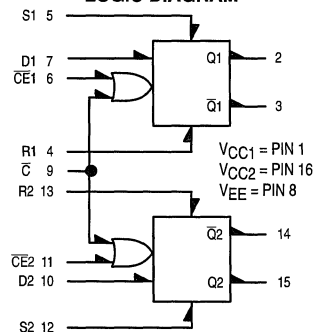 LOGIC DIAGRAM
S1 5
D1 7
CE1 6
R1 4
C 9
R2 13
CE2 11
D2 10
S2 12
Q1 2
Q1 3
VCC1 = PIN 1
VCC2 = PIN 16
VEE = PIN 8
Q2 14
Q2 15